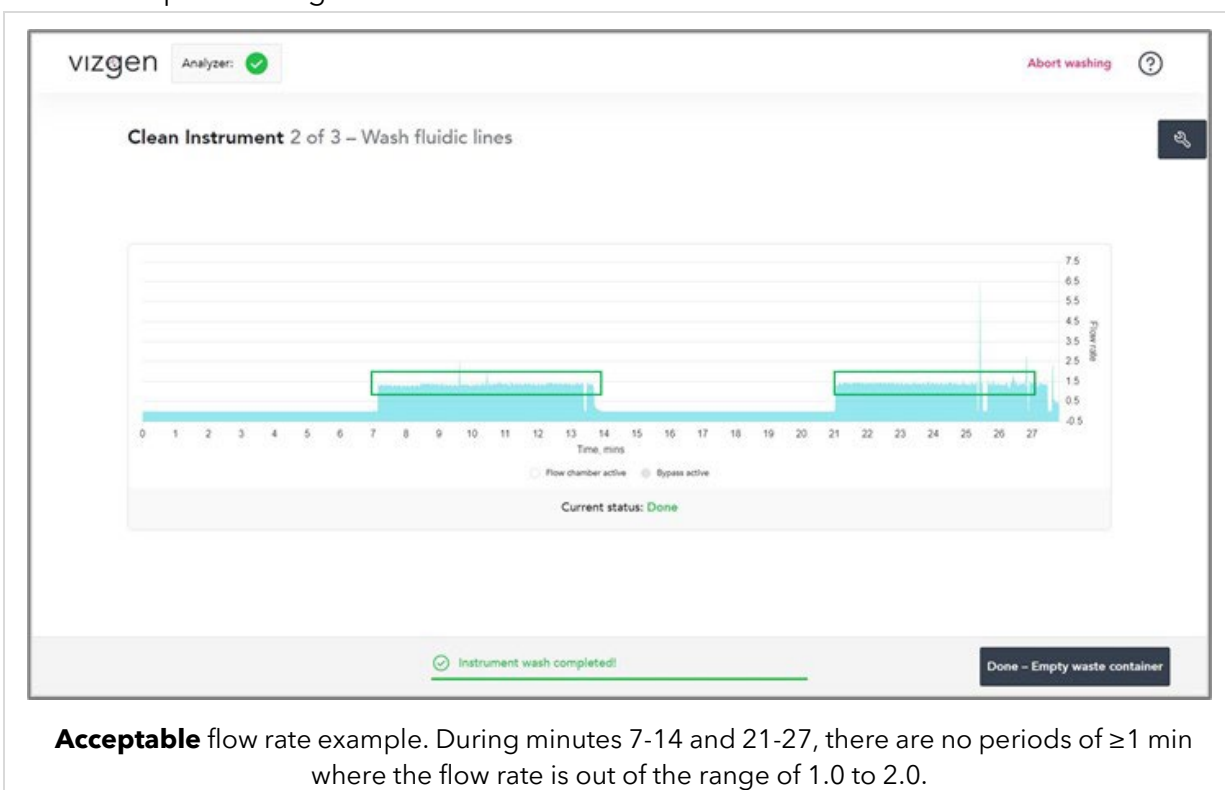 vizgen Analyzer: Abort washing ?
Clean Instrument 2 of 3 – Wash fluidic lines
7.5
6.5
5.5
4.5
3.5
2.5
1.5
0.5
-0.5
Flow rate
0 1 2 3 4 5 6 7 8 9 10 11 12 13 14 15 16 17 18 19 20 21 22 23 24 25 26 27
Time, mins
Flow chamber active Bypass active
Current status: Done
Instrument wash completed!
Done – Empty waste container
Acceptable flow rate example. During minutes 7-14 and 21-27, there are no periods of ≥1 min
where the flow rate is out of the range of 1.0 to 2.0.